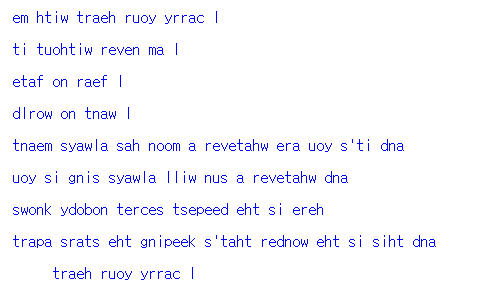 em htiw traeh ruoy yrrac I
ti tuohtiw reven ma I
etaf on raef I
dlrow on tnaw I
tnaem syawla sah noom a revetahw era uoy s'ti dna
uoy si gnis syawla lliw nus a revetahw dna
swonk ydobon terces tsepeed eht si ereh
trapa srats eht gnipeek s'taht rednow eht si siht dna
traeh ruoy yrrac I